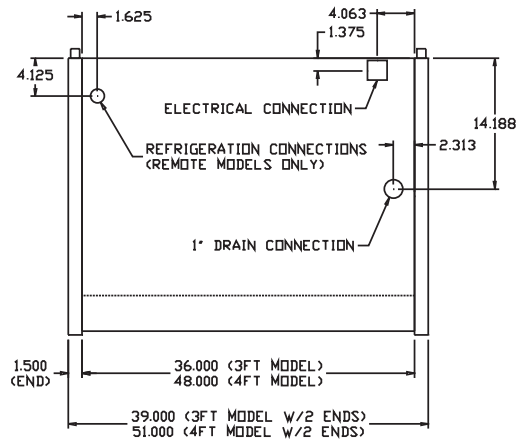 1.625
4.063
1.375
4.125
ELECTRICAL CONNECTION
14.188
REFRIGERATION CONNECTIONS
(REMOTE MODELS ONLY)
2.313
1" DRAIN CONNECTION
1.500
(END)
36.000 (3FT MODEL)
48.000 (4FT MODEL)
39.000 (3FT MODEL W/2 ENDS)
51.000 (4FT MODEL W/2 ENDS)